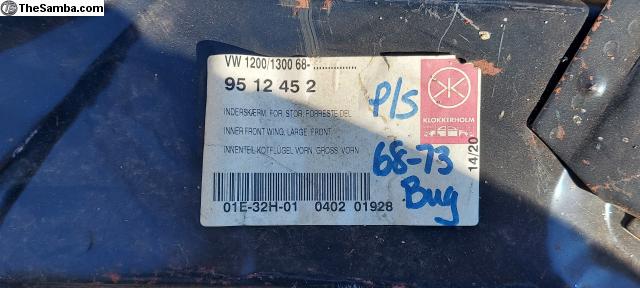 TheSamba.com
VW 1200/1300 68-...............
95 12 45 2
INDERSKÆRM, FOR, STOR, FORRESTE DEL
INNER FRONT WING, LARGE, FRONT
INNENTEIL-KOTFLÜGEL VORN, GROSS, VORN
01E-32H-01 0402 01928
KLOKKERHOLM
14/20
P/S
68-73
Bug